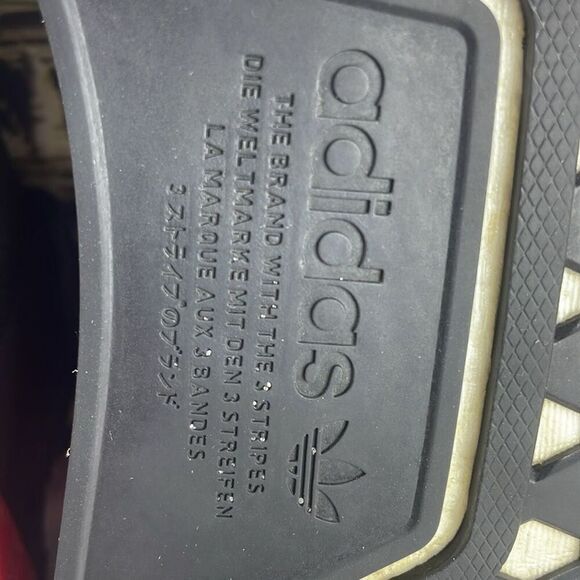 adidas
THE BRAND WITH THE 3 STRIPES
DIE WELTMARKE MIT DEN 3 STREIFEN
LA MARQUE AUX 3 BANDES
3 ストライプのブランド